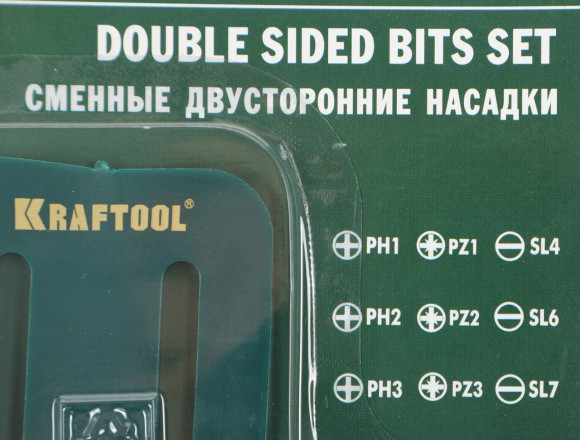 DOUBLE SIDED BITS SET
СМЕННЫЕ ДВУСТОРОННИЕ НАСАДКИ
KRAFTOOL®
PH1 PZ1 SL4
PH2 PZ2 SL6
PH3 PZ3 SL7